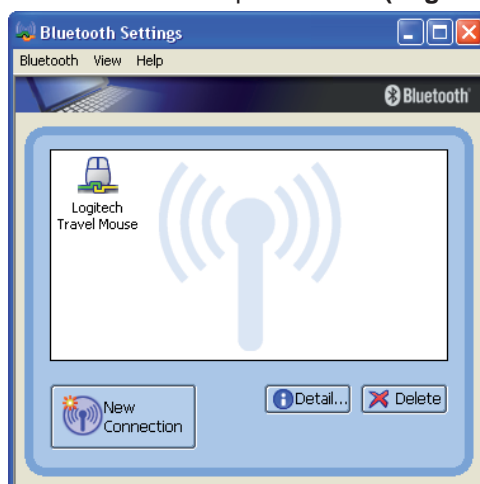 Bluetooth Settings
Bluetooth View Help
Bluetooth
Logitech
Travel Mouse
New
Connection
Detail...
Delete